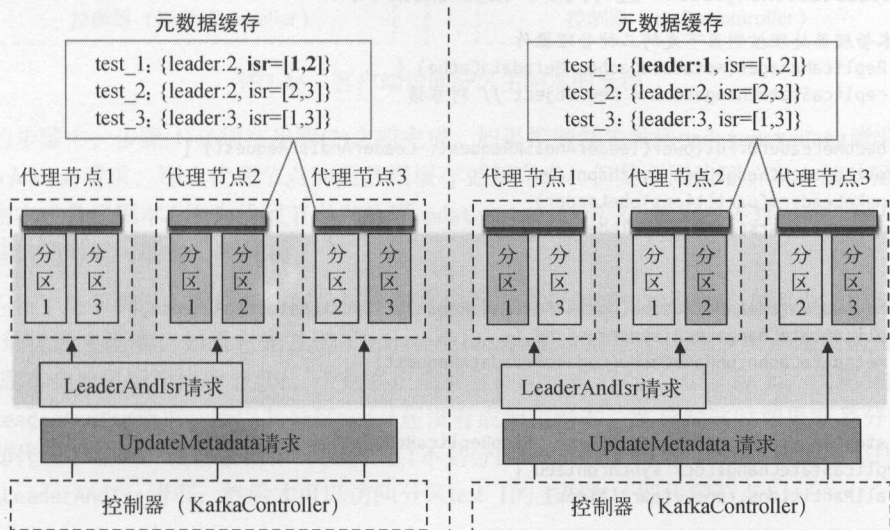 元数据缓存
test_1: {leader:2, isr=[1,2]}
test_2: {leader:2, isr=[2,3]}
test_3: {leader:3, isr=[1,3]}
代理节点1 代理节点2 代理节点3
分区1 分区3 分区1 分区2 分区2 分区3
LeaderAndIsr请求
UpdateMetadata请求
控制器（KafkaController）
元数据缓存
test_1: {leader:1, isr=[1,2]}
test_2: {leader:2, isr=[2,3]}
test_3: {leader:3, isr=[1,3]}
代理节点1 代理节点2 代理节点3
分区1 分区3 分区1 分区2 分区2 分区3
LeaderAndIsr请求
UpdateMetadata 请求
控制器（KafkaController）